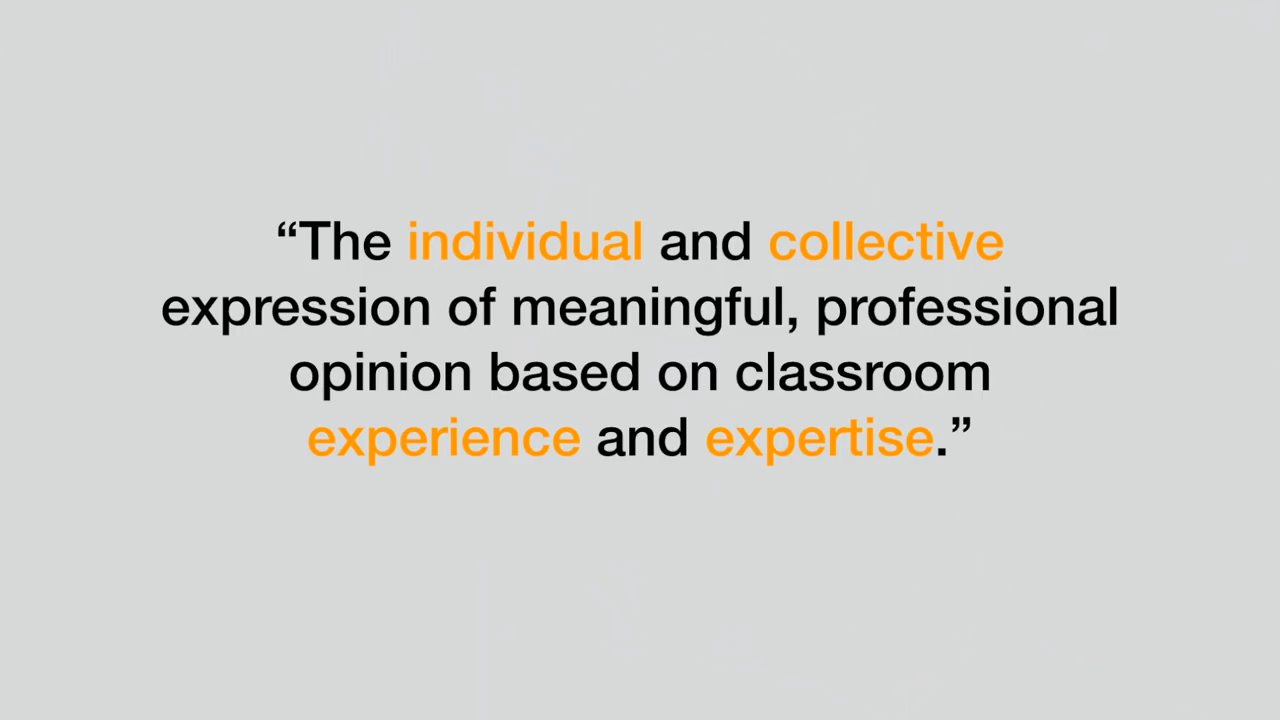 “The individual and collective
expression of meaningful, professional
opinion based on classroom
experience and expertise.”